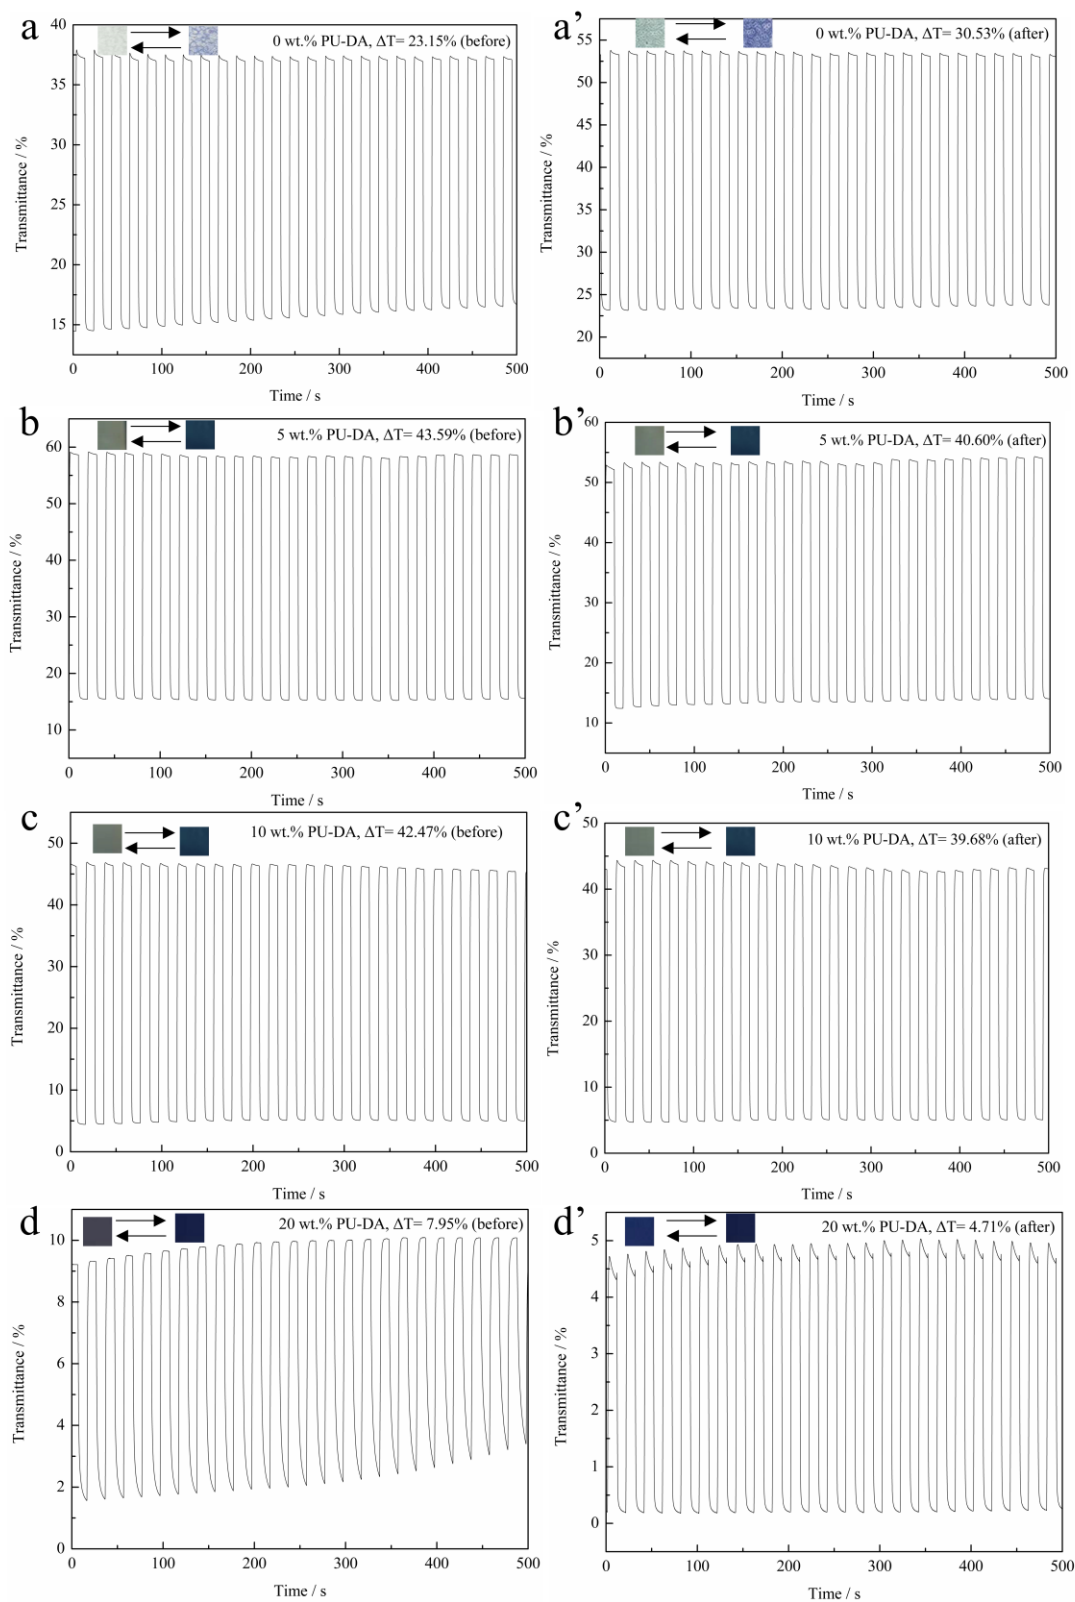 a
0 wt.% PU-DA, ΔT= 23.15% (before)
Transmittance / %
40
35
30
25
20
15
0 100 200 300 400 500
Time / s
a’
0 wt.% PU-DA, ΔT= 30.53% (after)
Transmittance / %
55
50
45
40
35
30
25
20
0 100 200 300 400 500
Time / s
b
5 wt.% PU-DA, ΔT= 43.59% (before)
Transmittance / %
60
50
40
30
20
10
0 100 200 300 400 500
Time / s
b’
5 wt.% PU-DA, ΔT= 40.60% (after)
Transmittance / %
60
50
40
30
20
10
0 100 200 300 400 500
Time / s
c
10 wt.% PU-DA, ΔT= 42.47% (before)
Transmittance / %
50
40
30
20
10
0
0 100 200 300 400 500
Time / s
c’
10 wt.% PU-DA, ΔT= 39.68% (after)
Transmittance / %
50
40
30
20
10
0
0 100 200 300 400 500
Time / s
d
20 wt.% PU-DA, ΔT= 7.95% (before)
Transmittance / %
10
8
6
4
2
0
0 100 200 300 400 500
Time / s
d’
20 wt.% PU-DA, ΔT= 4.71% (after)
Transmittance / %
5
4
3
2
1
0
0 100 200 300 400 500
Time / s